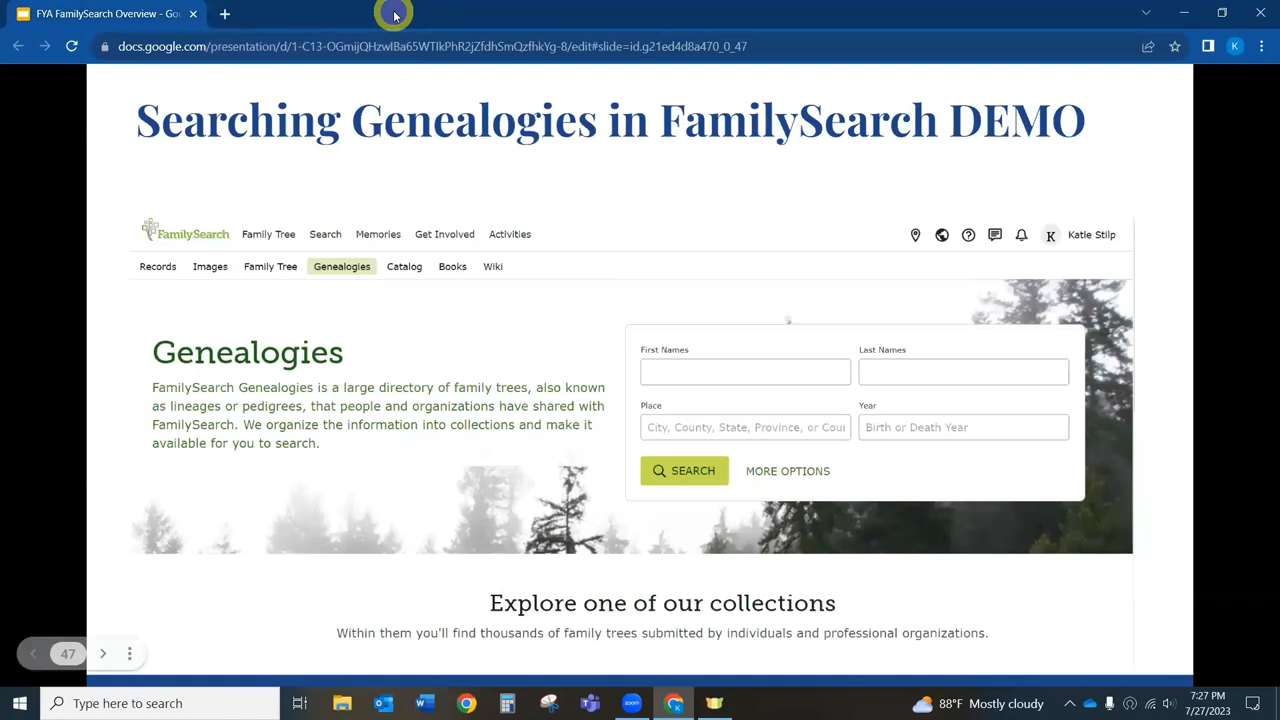 FYA FamilySearch Overview - Goo
docs.google.com/presentation/d/1-C13-OGmijQHzwIBa65WTIkPhR2jZfdhSmQzfhkYg-8/edit#slide=id.g21ed4d8a470_0_47
K
Searching Genealogies in FamilySearch DEMO
FamilySearch Family Tree Search Memories Get Involved Activities K Katie Stilp
Records Images Family Tree Genealogies Catalog Books Wiki
Genealogies
FamilySearch Genealogies is a large directory of family trees, also known
as lineages or pedigrees, that people and organizations have shared with
FamilySearch. We organize the information into collections and make it
available for you to search.
First Names Last Names
Place Year
City, County, State, Province, or Cour Birth or Death Year
SEARCH MORE OPTIONS
Explore one of our collections
Within them you'll find thousands of family trees submitted by individuals and professional organizations.
47
Type here to search
zoom
88°F Mostly cloudy
7:27 PM
7/27/2023